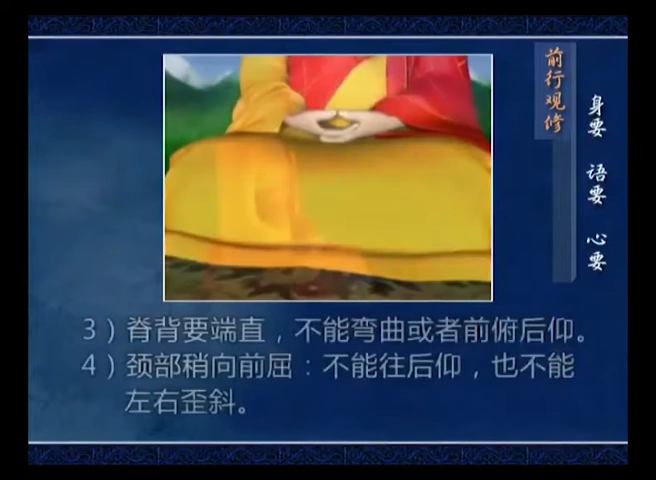 前行观修
身要 语要 心要
3）脊背要端直，不能弯曲或者前俯后仰。
4）颈部稍向前屈：不能往后仰，也不能
左右歪斜。